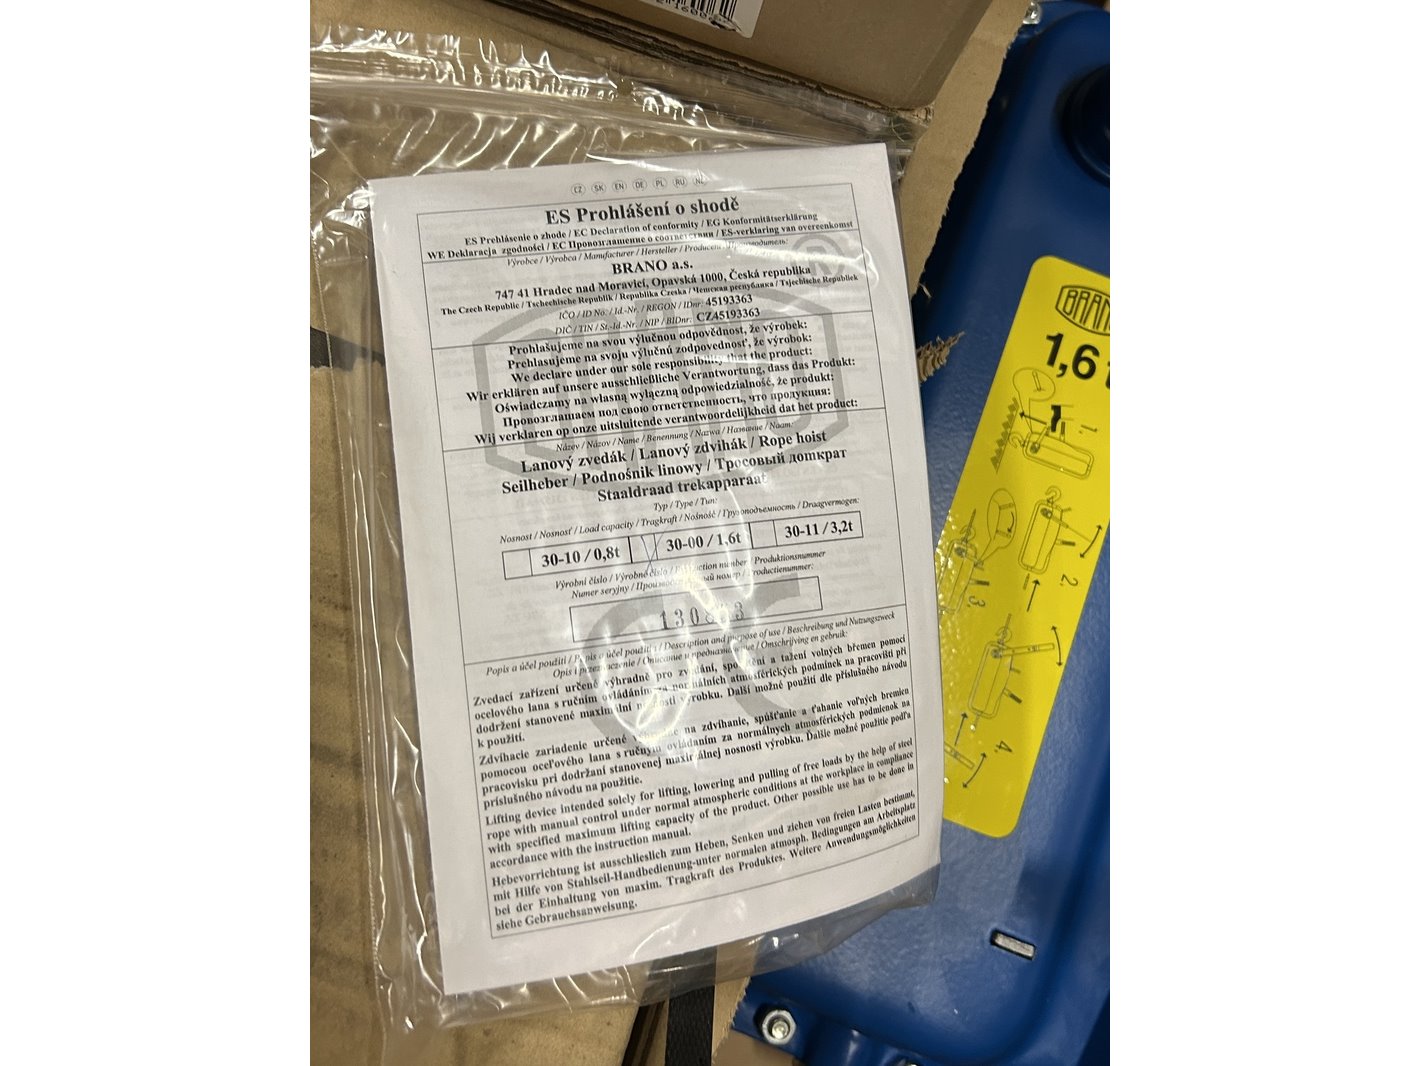 CZ SK EN DE PL RU NL
ES Prohlášení o shodě
ES Prehlásenie o zhode / EC Declaration of conformity / EG Konformitätserklärung
WE Deklaracja zgodności / ЕС Провозглашение о соответствии / ES-verklaring van overeenkomst
Výrobce / Výrobca / Manufacturer / Hersteller / Producent / Производитель:
BRANO a.s.
747 41 Hradec nad Moravicí, Opavská 1000, Česká republika
The Czech Republic / Tschechische Republik / Republika Czeska / Чешская республика / Tsjechische Republiek
IČO / ID No. / Id.-Nr. / REGON / IDnr: 45193363
DIČ / TIN / St.-Id.-Nr. / NIP / BIDnr: CZ45193363
Prohlašujeme na svou výlučnou odpovědnost, že výrobek:
Prehlasujeme na svoju výlučnú zodpovednosť, že výrobok:
We declare under our sole responsibility that the product:
Wir erklären auf unsere ausschließliche Verantwortung, dass das Produkt:
Oświadczamy na własną wyłączną odpowiedzialność, że produkt:
Провозглашаем под свою ответственность, что продукция:
Wij verklaren op onze uitsluitende verantwoordelijkheid dat het product:
Název / Názov / Name / Benennung / Nazwa / Название / Naam:
Lanový zvedák / Lanový zdvihák / Rope hoist
Seilheber / Podnośnik linowy / Тросовый домкрат
Staaldraad trekapparaat
Typ / Type / Тип:
Nosnost / Nosnosť / Load capacity / Tragkraft / Nośność / Грузоподъемность / Draagvermogen:
30-10 / 0,8t 30-00 / 1,6t 30-11 / 3,2t
Výrobní číslo / Výrobné číslo / Production number / Produktionsnummer
Numer seryjny / Производственный номер / Productienummer:
Popis a účel použití / Popis a účel použitia / Description and purpose of use / Beschreibung und Nutzungszweck
Opis i przeznaczenie / Описание и предназначение / Omschrijving en gebruik:
Zvedací zařízení určené výhradně pro zvedání, spouštění a tažení volných břemen pomocí
ocelového lana s ručním ovládáním za normálních atmosférických podmínek na pracovišti při
dodržení stanovené maximální nosnosti výrobku. Další možné použití dle příslušného návodu
k použití.
Zdvíhacie zariadenie určené na zdvíhanie, spúšťanie a ťahanie voľných bremien
pomocou oceľového lana s ručným ovládaním za normálnych atmosférických podmienok na
pracovisku pri dodržaní stanovenej maximálnej nosnosti výrobku. Ďalšie možné použitie podľa
príslušného návodu na použitie.
Lifting device intended solely for lifting, lowering and pulling of free loads by the help of steel
rope with manual control under normal atmospheric conditions at the workplace in compliance
with specified maximum lifting capacity of the product. Other possible use has to be done in
accordance with the instruction manual.
Hebevorrichtung ist ausschlieslich zum Heben, Senken und ziehen von freien Lasten bestimmt,
mit Hilfe von Stahlseil-Handbedienung-unter normalen atmosph. Bedingungen am Arbeitsplatz
bei der Einhaltung von maxim. Tragkraft des Produktes. Weitere Anwendungsmöglichkeiten
siehe Gebrauchsanweisung.
BRANO
1,6 t
1.
2.
3.
4.